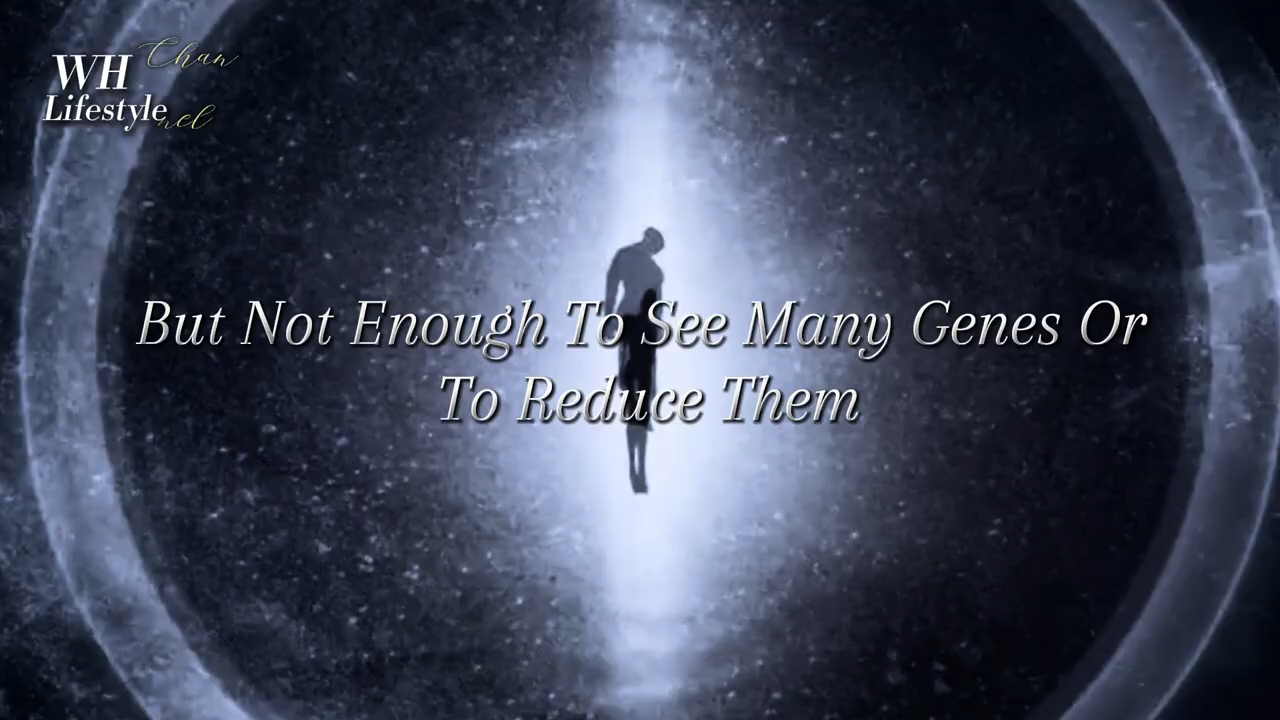 WH Chan
Lifestyle nel
But Not Enough To See Many Genes Or
To Reduce Them